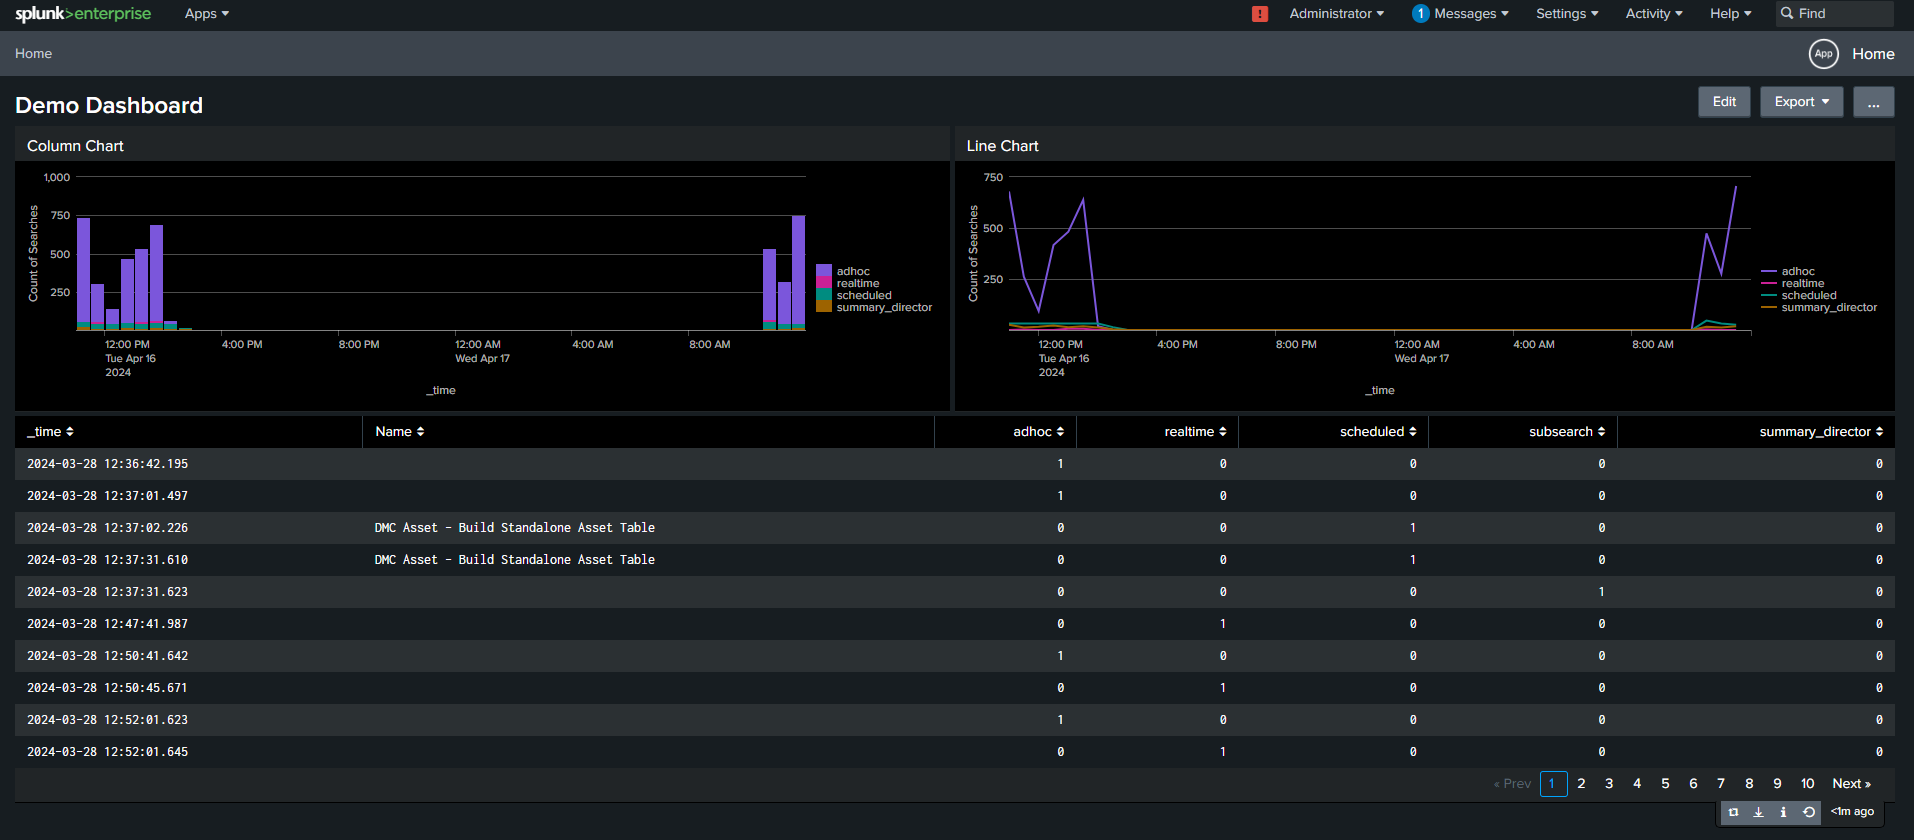 splunk>enterprise Apps ! Administrator 1 Messages Settings Activity Help Find
Home App Home
Demo Dashboard Edit Export ...
Column Chart
1,000
750
500
250
Count of Searches
12:00 PM 4:00 PM 8:00 PM 12:00 AM 4:00 AM 8:00 AM
Tue Apr 16 Wed Apr 17
2024
_time
adhoc
realtime
scheduled
summary_director
Line Chart
750
500
250
Count of Searches
12:00 PM 4:00 PM 8:00 PM 12:00 AM 4:00 AM 8:00 AM
Tue Apr 16 Wed Apr 17
2024
_time
adhoc
realtime
scheduled
summary_director
_time Name adhoc realtime scheduled subsearch summary_director
2024-03-28 12:36:42.195 1 0 0 0 0
2024-03-28 12:37:01.497 1 0 0 0 0
2024-03-28 12:37:02.226 DMC Asset - Build Standalone Asset Table 0 0 1 0 0
2024-03-28 12:37:31.610 DMC Asset - Build Standalone Asset Table 0 0 1 0 0
2024-03-28 12:37:31.623 0 0 0 1 0
2024-03-28 12:47:41.987 0 1 0 0 0
2024-03-28 12:50:41.642 1 0 0 0 0
2024-03-28 12:50:45.671 0 1 0 0 0
2024-03-28 12:52:01.623 1 0 0 0 0
2024-03-28 12:52:01.645 0 1 0 0 0
« Prev 1 2 3 4 5 6 7 8 9 10 Next »
<1m ago